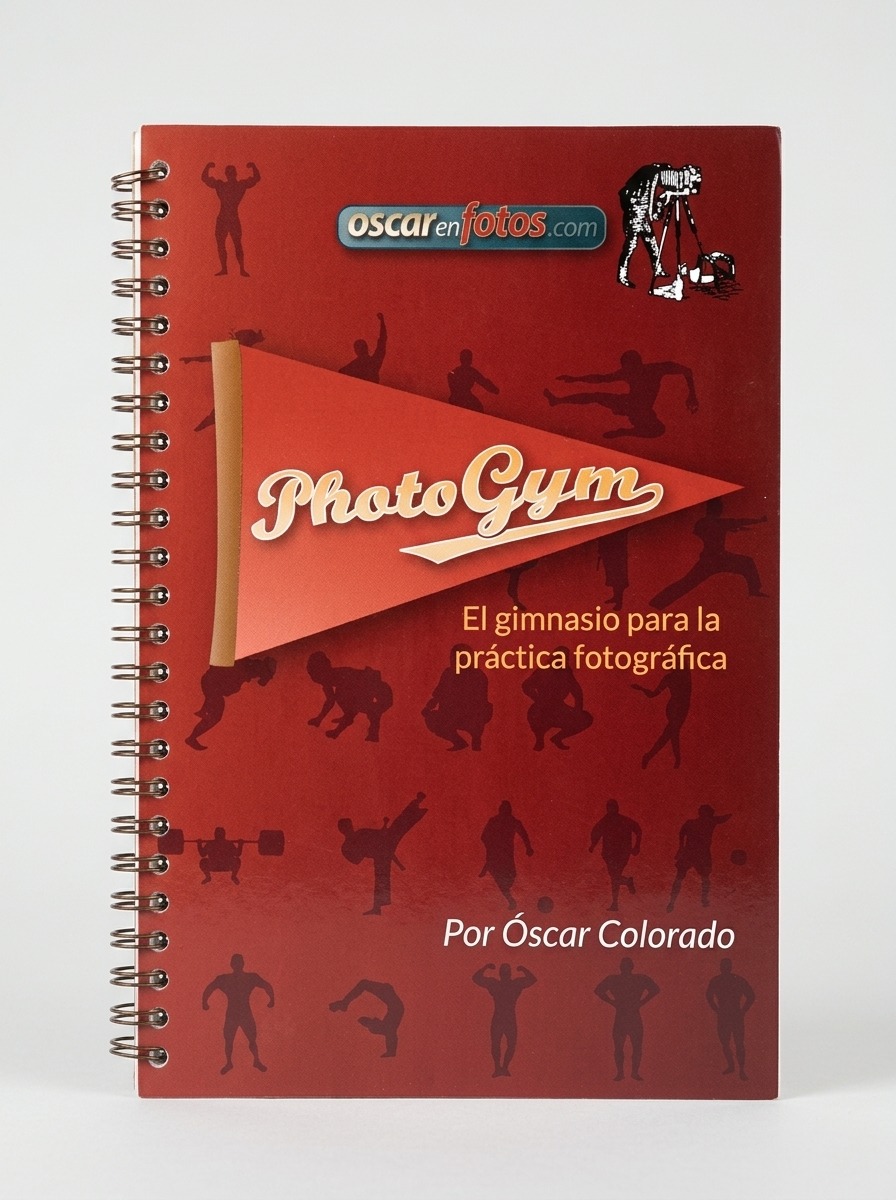 oscarenfotos.com
PhotoGym
El gimnasio para la
práctica fotográfica
Por Óscar Colorado